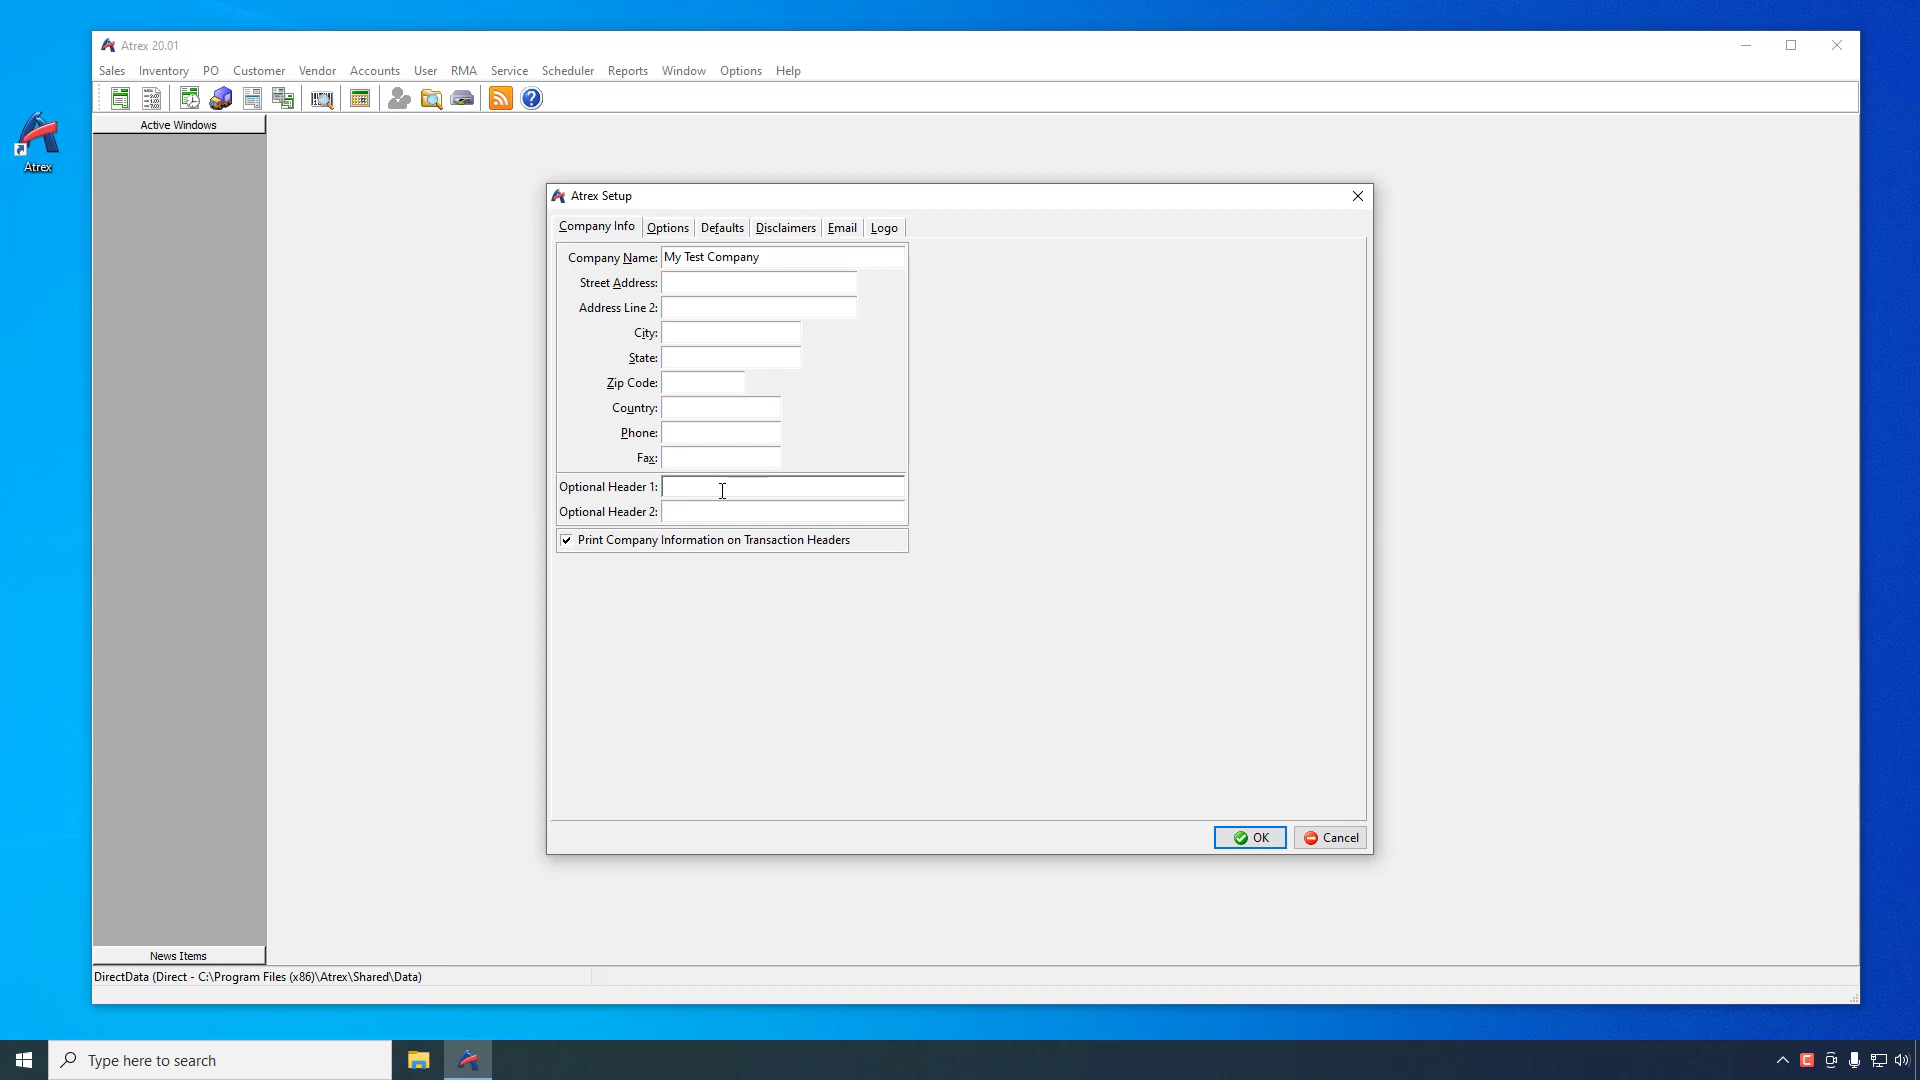 Atrex 20.01
Sales Inventory PO Customer Vendor Accounts User RMA Service Scheduler Reports Window Options Help
Active Windows
Atrex
Atrex Setup
Company Info Options Defaults Disclaimers Email Logo
Company Name: My Test Company
Street Address:
Address Line 2:
City:
State:
Zip Code:
Country:
Phone:
Fax:
Optional Header 1:
Optional Header 2:
Print Company Information on Transaction Headers
OK Cancel
News Items
DirectData (Direct - C:\Program Files (x86)\Atrex\Shared\Data)
Type here to search